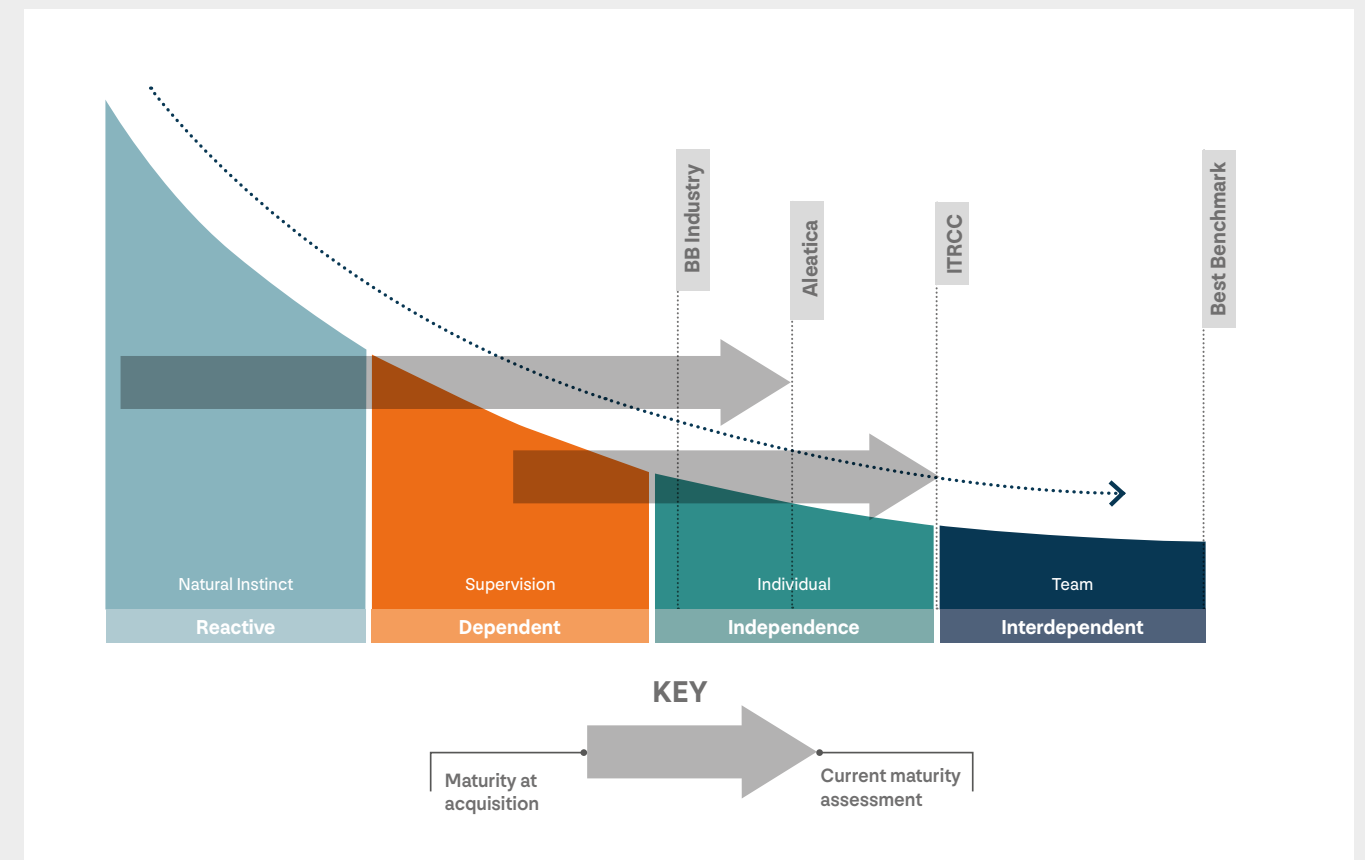 BB Industry
Aleatica
ITRCC
Best Benchmark
Natural Instinct
Supervision
Individual
Team
Reactive
Dependent
Independence
Interdependent
KEY
Maturity at
acquisition
Current maturity
assessment